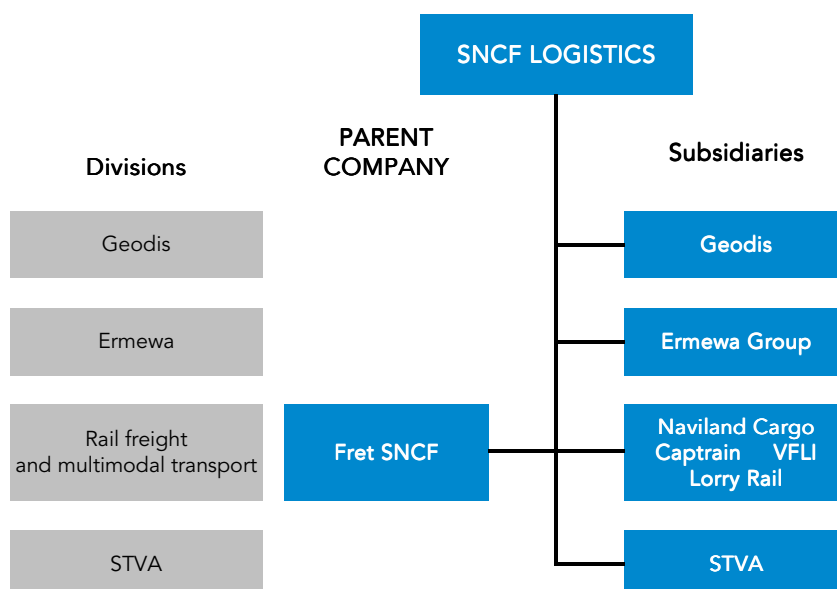 SNCF LOGISTICS
Divisions
PARENT
COMPANY
Subsidiaries
Geodis
Geodis
Ermewa
Ermewa Group
Rail freight
and multimodal transport
Fret SNCF
Naviland Cargo
Captrain VFLI
Lorry Rail
STVA
STVA